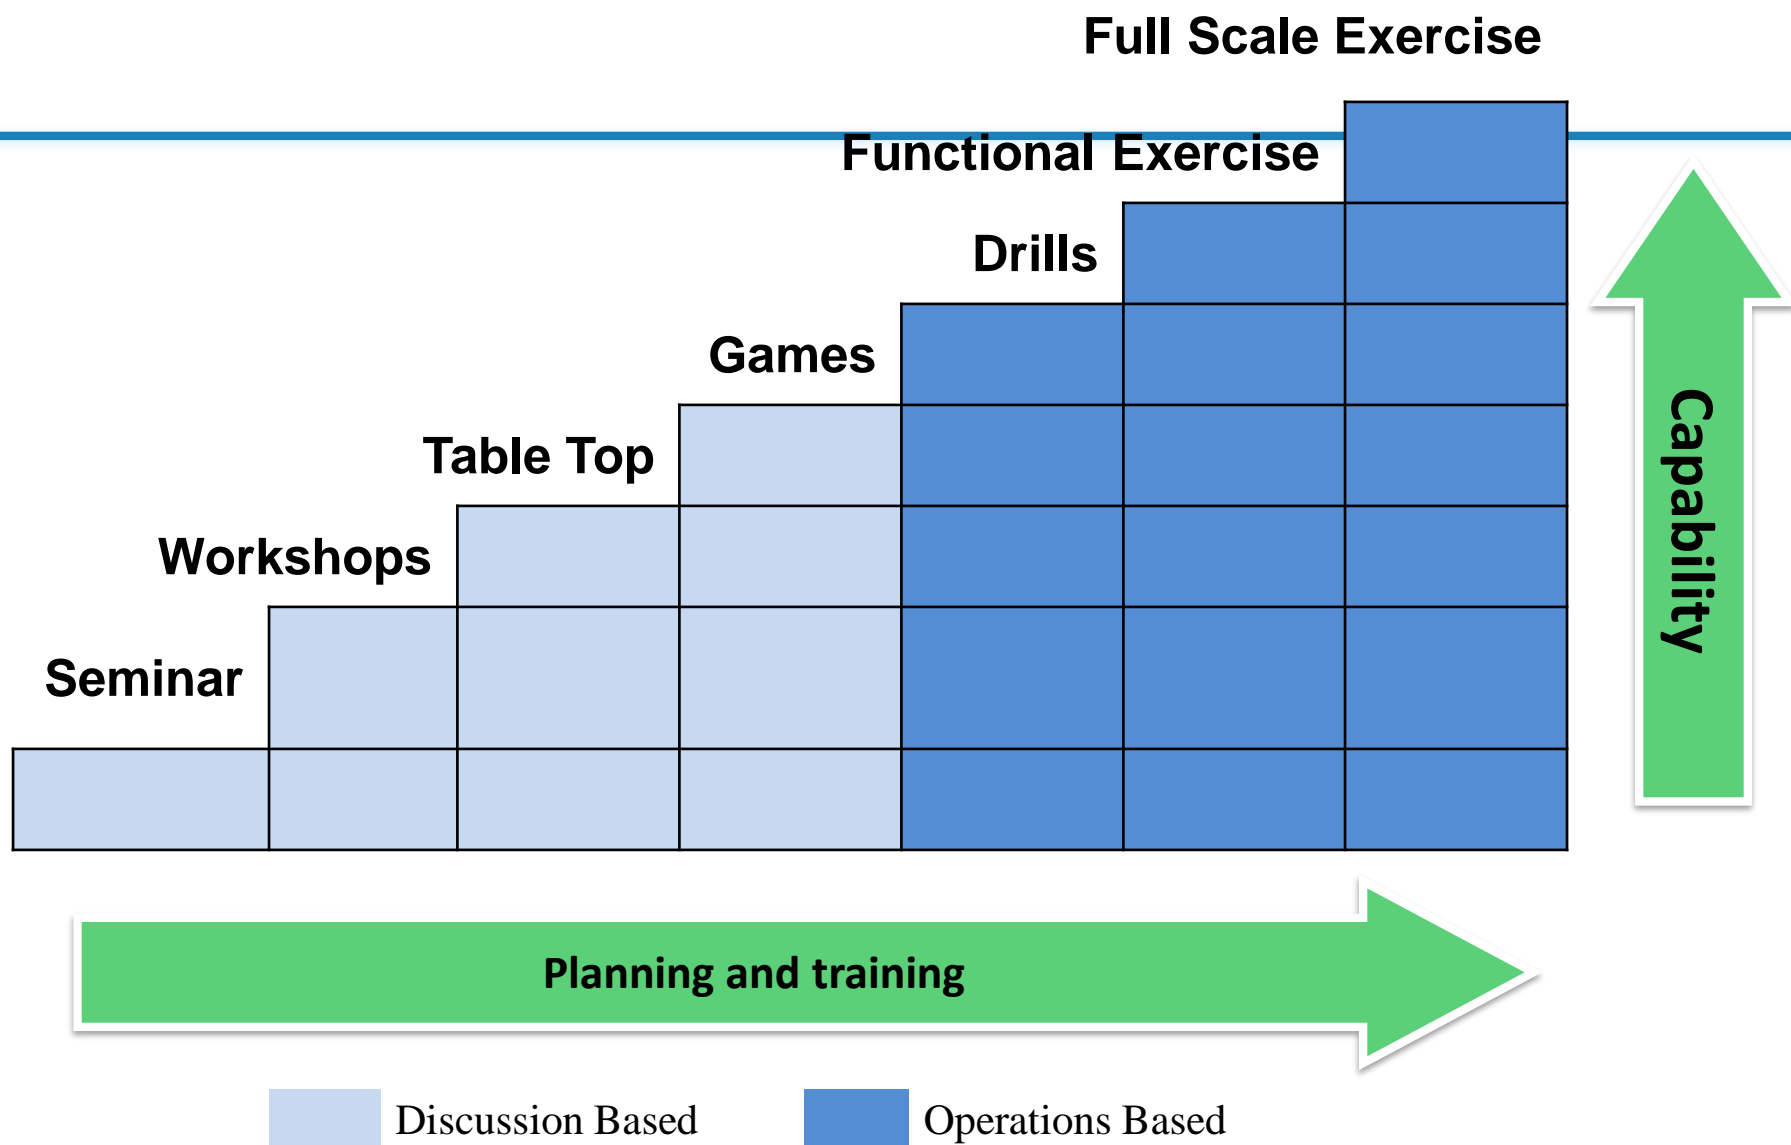 Full Scale Exercise
Functional Exercise
Drills
Games
Table Top
Workshops
Seminar
Capability
Planning and training
Discussion Based
Operations Based